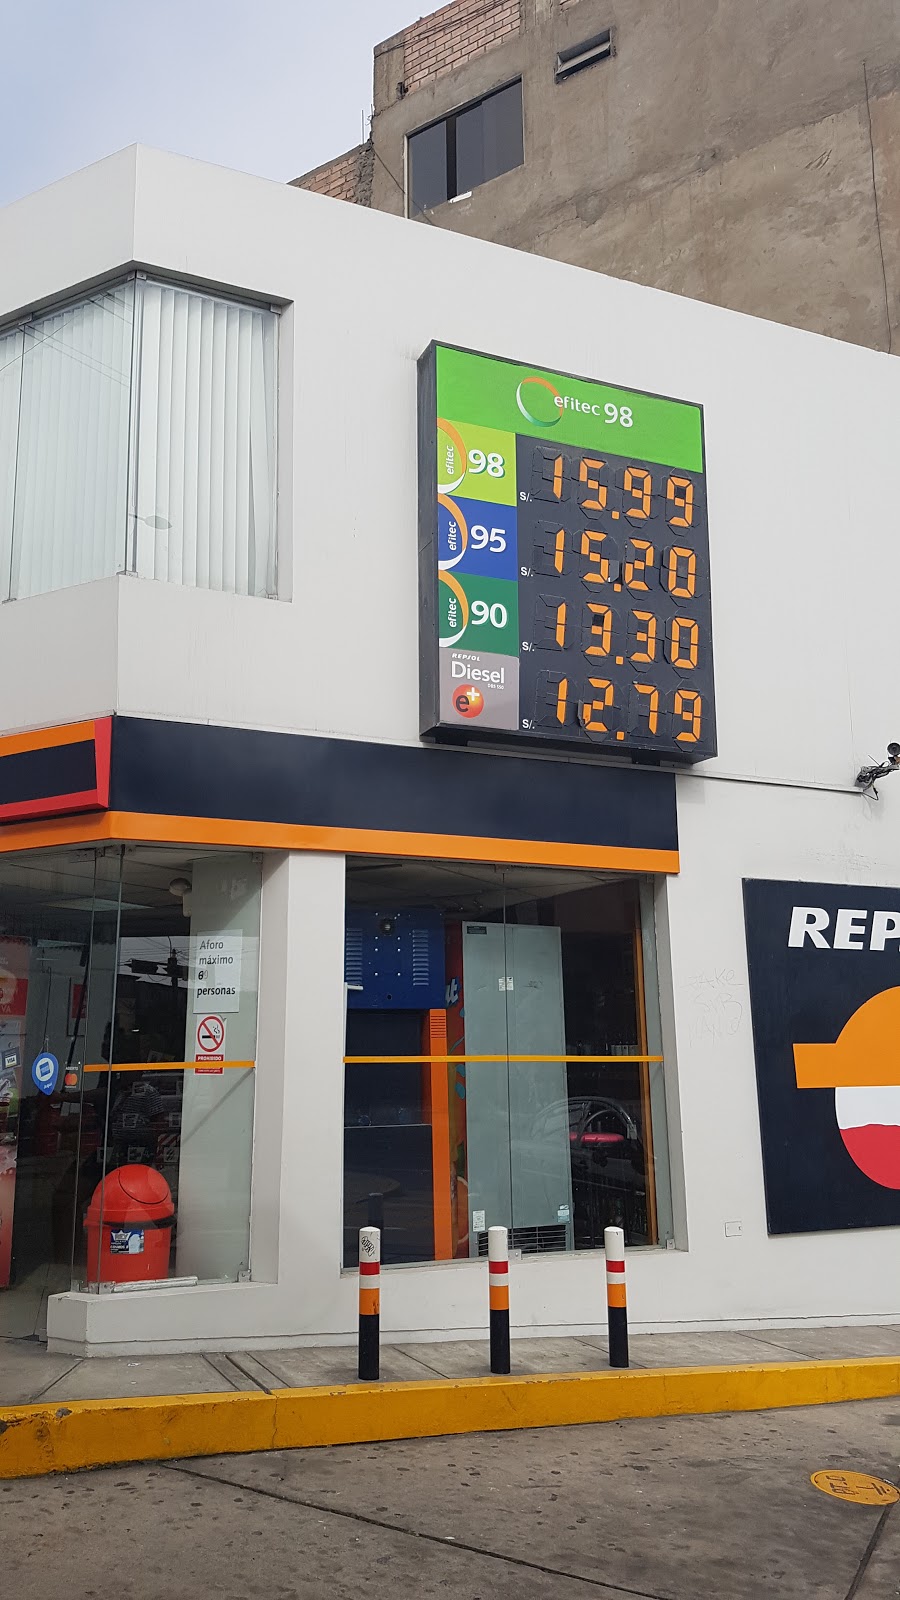 efitec 98
efitec 98 S/. 15.99
efitec 95 S/. 15.20
efitec 90 S/. 13.30
REPSOL
Diesel
e+ S/. 12.79
REP
Aforo
máximo
personas
PROHIBIDO
VISA